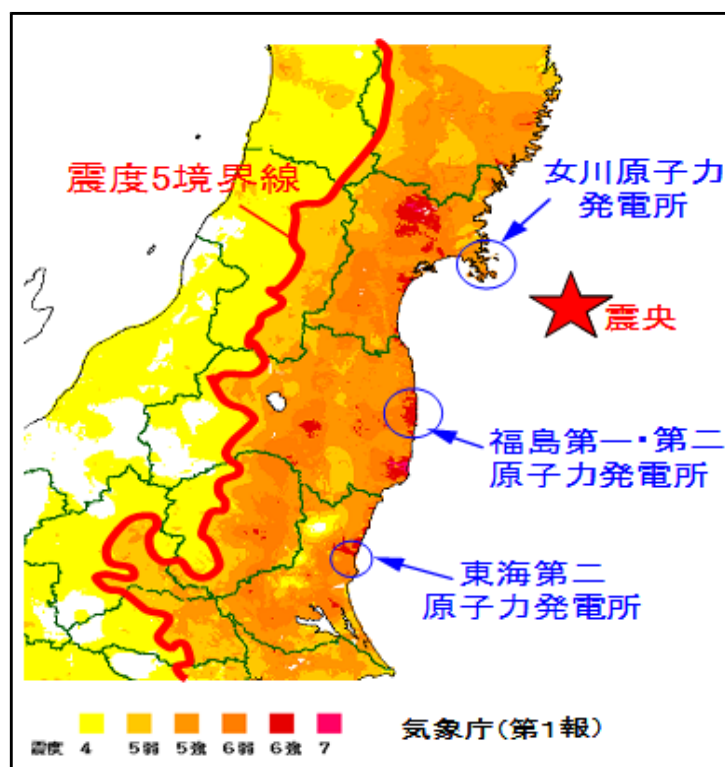 震度5境界線
女川原子力
発電所
震央
福島第一・第二
原子力発電所
東海第二
原子力発電所
気象庁(第1報)
震度 4 5弱 5強 6弱 6強 7